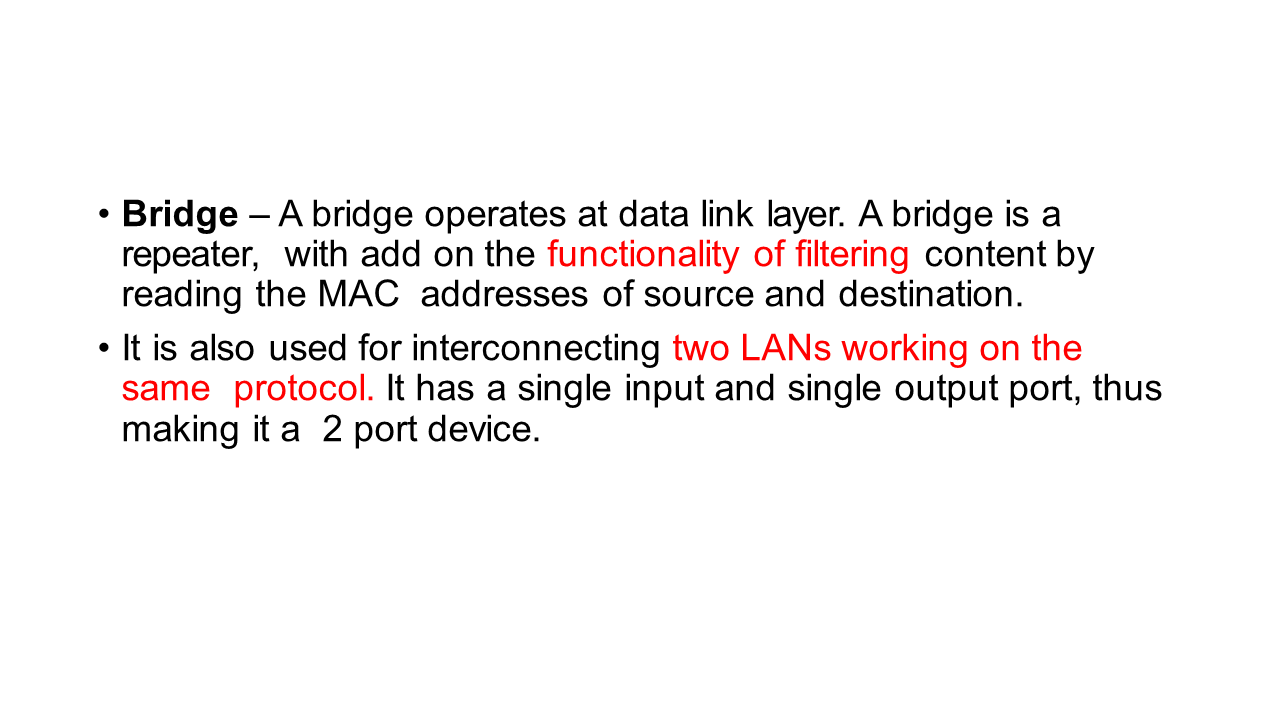 • Bridge – A bridge operates at data link layer. A bridge is a
repeater,  with add on the functionality of filtering content by
reading the MAC  addresses of source and destination.
• It is also used for interconnecting two LANs working on the
same  protocol. It has a single input and single output port, thus
making it a  2 port device.